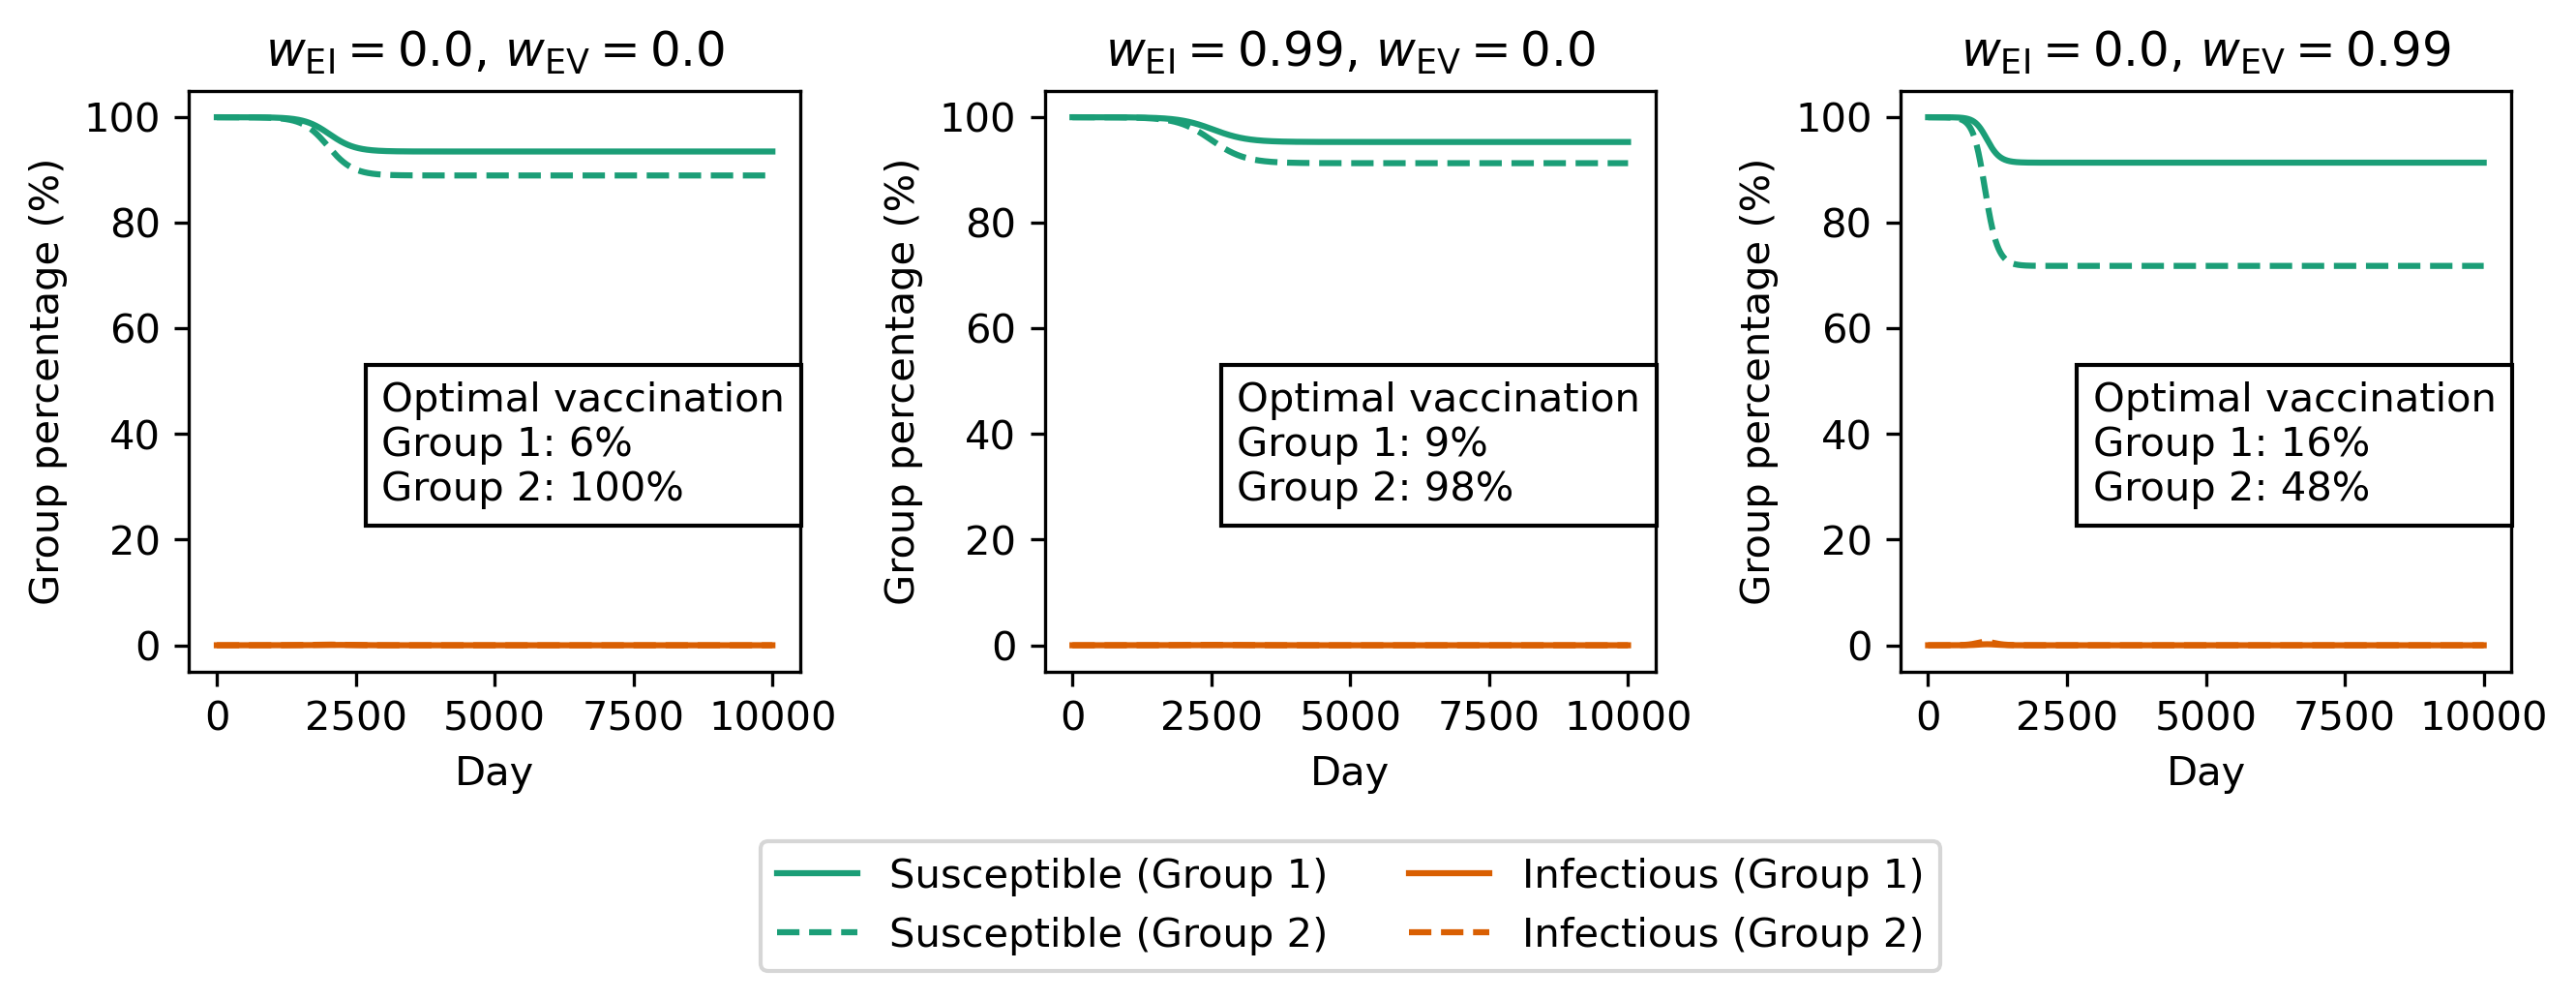 w_EI = 0.0, w_EV = 0.0
Group percentage (%)
100
80
60
40
20
0
Optimal vaccination
Group 1: 6%
Group 2: 100%
0 2500 5000 7500 10000
Day
w_EI = 0.99, w_EV = 0.0
Group percentage (%)
100
80
60
40
20
0
Optimal vaccination
Group 1: 9%
Group 2: 98%
0 2500 5000 7500 10000
Day
w_EI = 0.0, w_EV = 0.99
Group percentage (%)
100
80
60
40
20
0
Optimal vaccination
Group 1: 16%
Group 2: 48%
0 2500 5000 7500 10000
Day
Susceptible (Group 1)
Susceptible (Group 2)
Infectious (Group 1)
Infectious (Group 2)